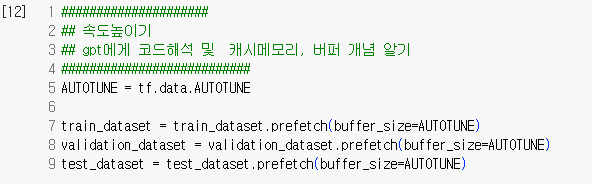 [12] 1 #####################
2 ## 속도높이기
3 ## gpt에게 코드해석 및  캐시메모리, 버퍼 개념 알기
4 ###########################
5 AUTOTUNE = tf.data.AUTOTUNE
6
7 train_dataset = train_dataset.prefetch(buffer_size=AUTOTUNE)
8 validation_dataset = validation_dataset.prefetch(buffer_size=AUTOTUNE)
9 test_dataset = test_dataset.prefetch(buffer_size=AUTOTUNE)